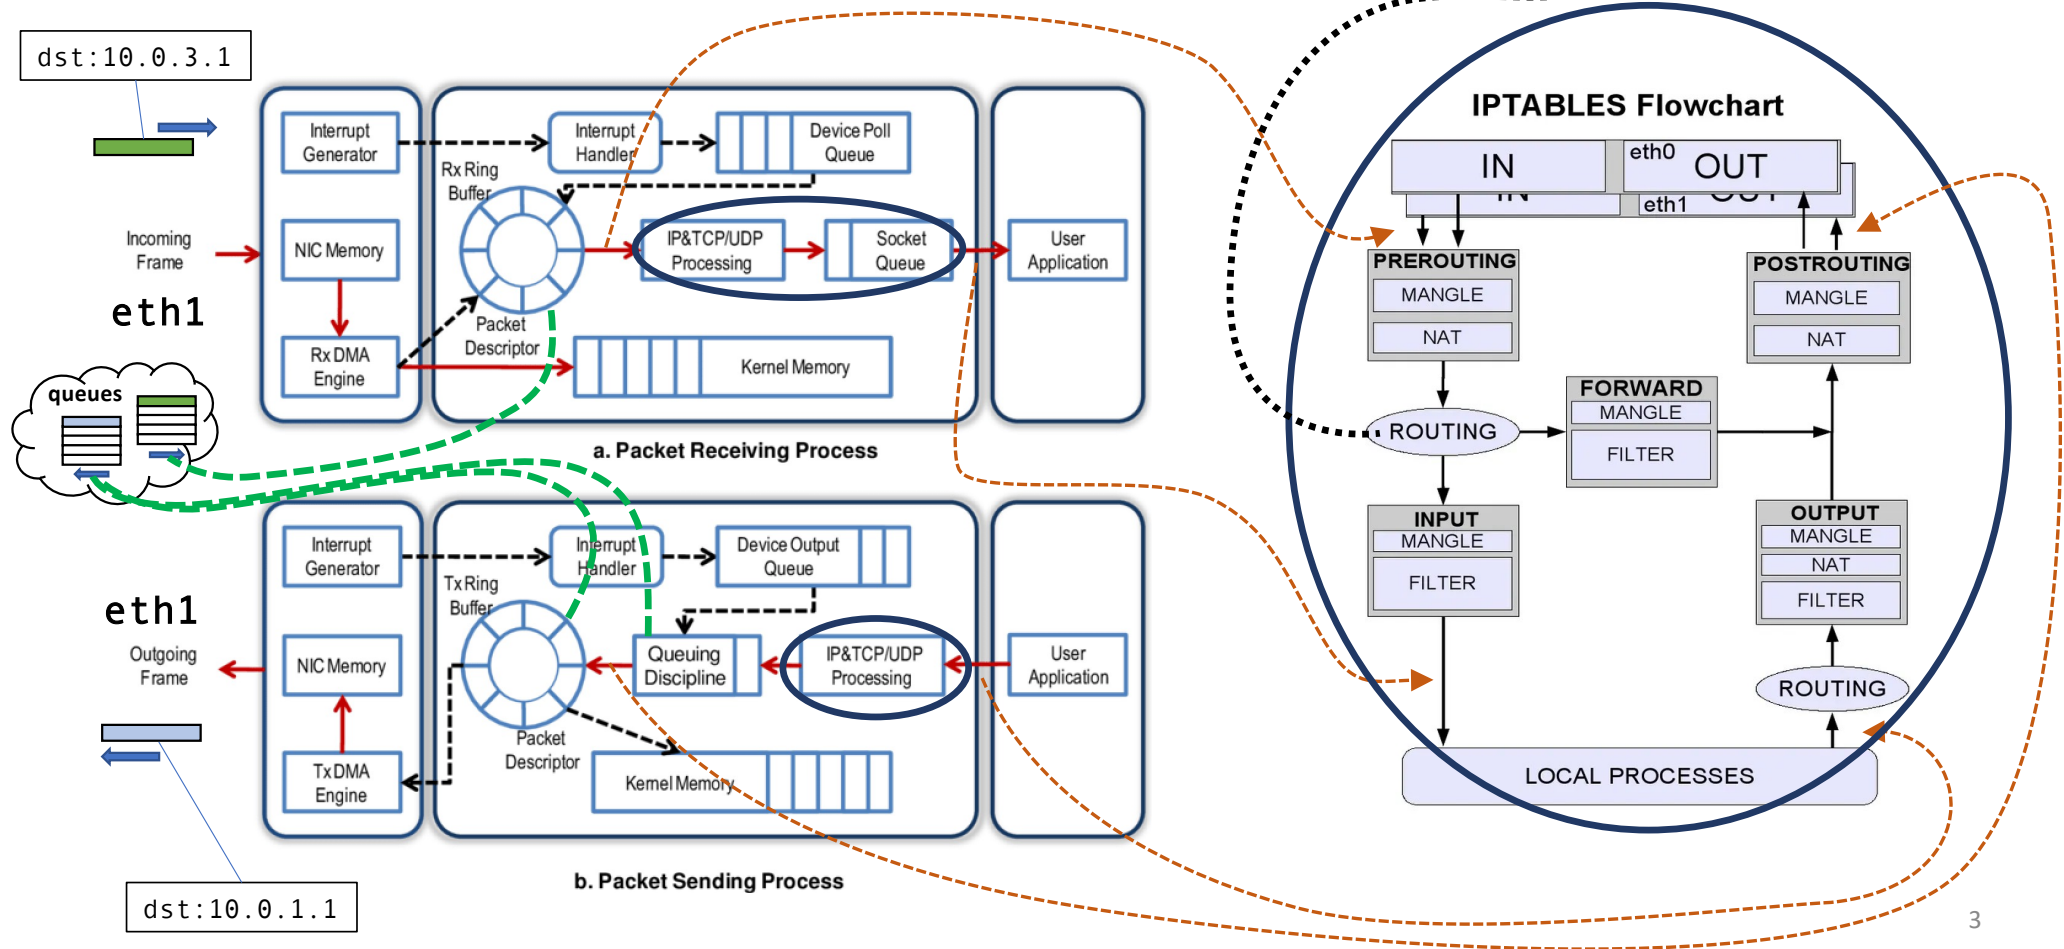 dst:10.0.3.1
Interrupt
Generator
Interrupt
Handler
Device Poll
Queue
Rx Ring
Buffer
Incoming
Frame
NIC Memory
IP&TCP/UDP
Processing
Socket
Queue
User
Application
eth1
Packet
Descriptor
Rx DMA
Engine
Kernel Memory
queues
a. Packet Receiving Process
Interrupt
Generator
Interrupt
Handler
Device Output
Queue
Tx Ring
Buffer
eth1
Outgoing
Frame
NIC Memory
Queuing
Discipline
IP&TCP/UDP
Processing
User
Application
Packet
Descriptor
Tx DMA
Engine
Kernel Memory
b. Packet Sending Process
dst:10.0.1.1
IPTABLES Flowchart
IN
eth0
OUT
IN
eth1
OUT
PREROUTING
MANGLE
NAT
POSTROUTING
MANGLE
NAT
ROUTING
FORWARD
MANGLE
FILTER
INPUT
MANGLE
FILTER
OUTPUT
MANGLE
NAT
FILTER
ROUTING
LOCAL PROCESSES
3